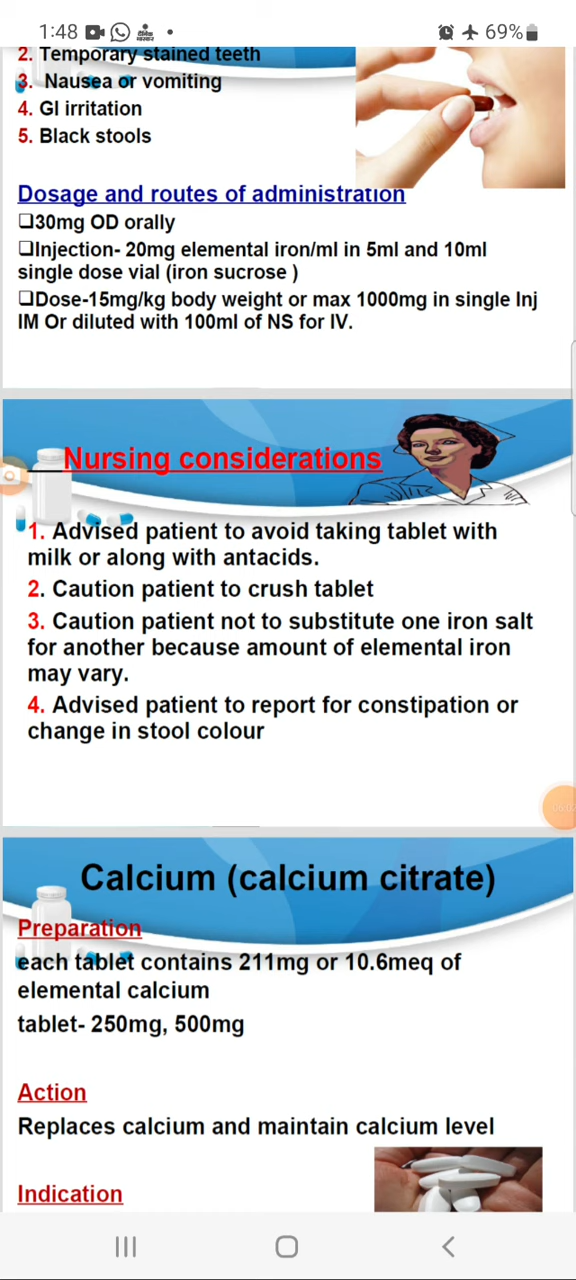 1:48
69%
2. Temporary stained teeth
3. Nausea or vomiting
4. GI irritation
5. Black stools
Dosage and routes of administration
❑30mg OD orally
❑Injection- 20mg elemental iron/ml in 5ml and 10ml
single dose vial (iron sucrose )
❑Dose-15mg/kg body weight or max 1000mg in single Inj
IM Or diluted with 100ml of NS for IV.
Nursing considerations
1. Advised patient to avoid taking tablet with
milk or along with antacids.
2. Caution patient to crush tablet
3. Caution patient not to substitute one iron salt
for another because amount of elemental iron
may vary.
4. Advised patient to report for constipation or
change in stool colour
Calcium (calcium citrate)
Preparation
each tablet contains 211mg or 10.6meq of
elemental calcium
tablet- 250mg, 500mg
Action
Replaces calcium and maintain calcium level
Indication